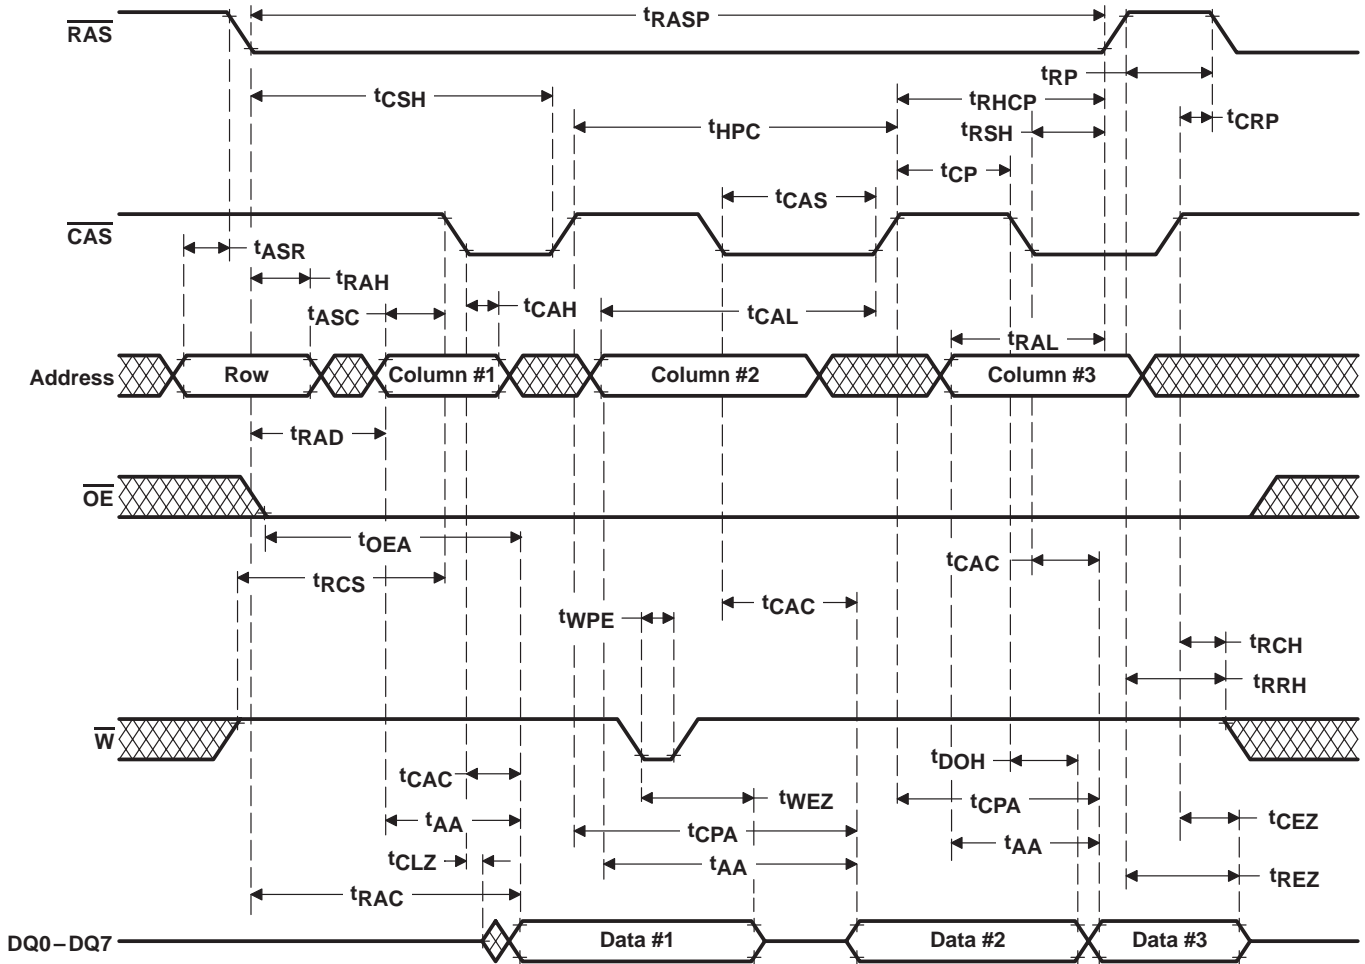 tRASP
RAS
tRP
tCSH
tRHCP
tHPC
tRSH
tCRP
tCP
tCAS
CAS
tASR
tRAH
tASC
tCAH
tCAL
tRAL
Address
Row
Column #1
Column #2
Column #3
tRAD
OE
tOEA
tCAC
tRCS
tCAC
tWPE
tRCH
tRRH
W
tDOH
tCAC
tWEZ
tCPA
tCEZ
tAA
tCPA
tAA
tCLZ
tAA
tREZ
tRAC
DQ0–DQ7
Data #1
Data #2
Data #3